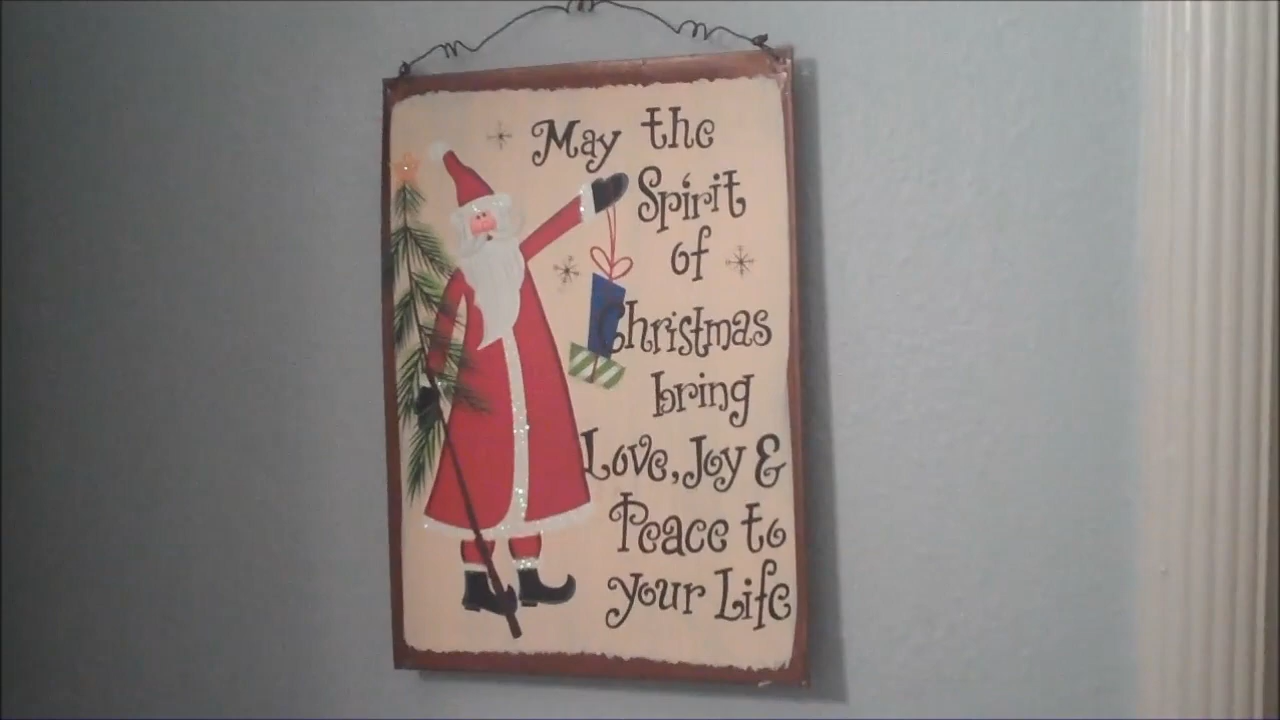 May the
Spirit
of
Christmas
bring
Love, Joy &
Peace to
your Life